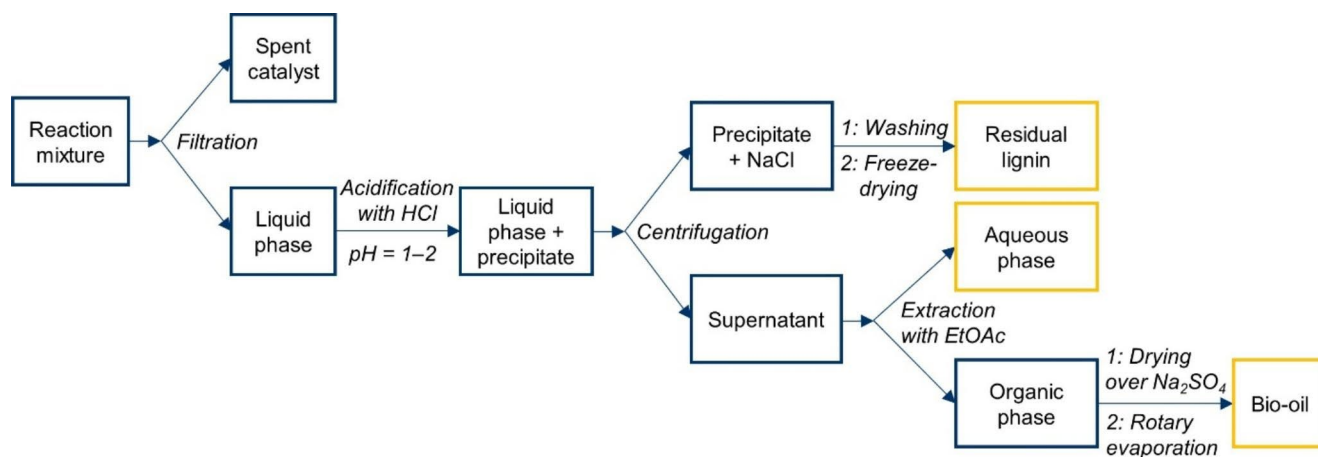 Spent
catalyst
Reaction
mixture
Filtration
Liquid
phase
Acidification
with HCl
pH = 1–2
Liquid
phase +
precipitate
Centrifugation
Precipitate
+ NaCl
1: Washing
2: Freeze-
drying
Residual
lignin
Supernatant
Extraction
with EtOAc
Aqueous
phase
Organic
phase
1: Drying
over Na₂SO₄
2: Rotary
evaporation
Bio-oil